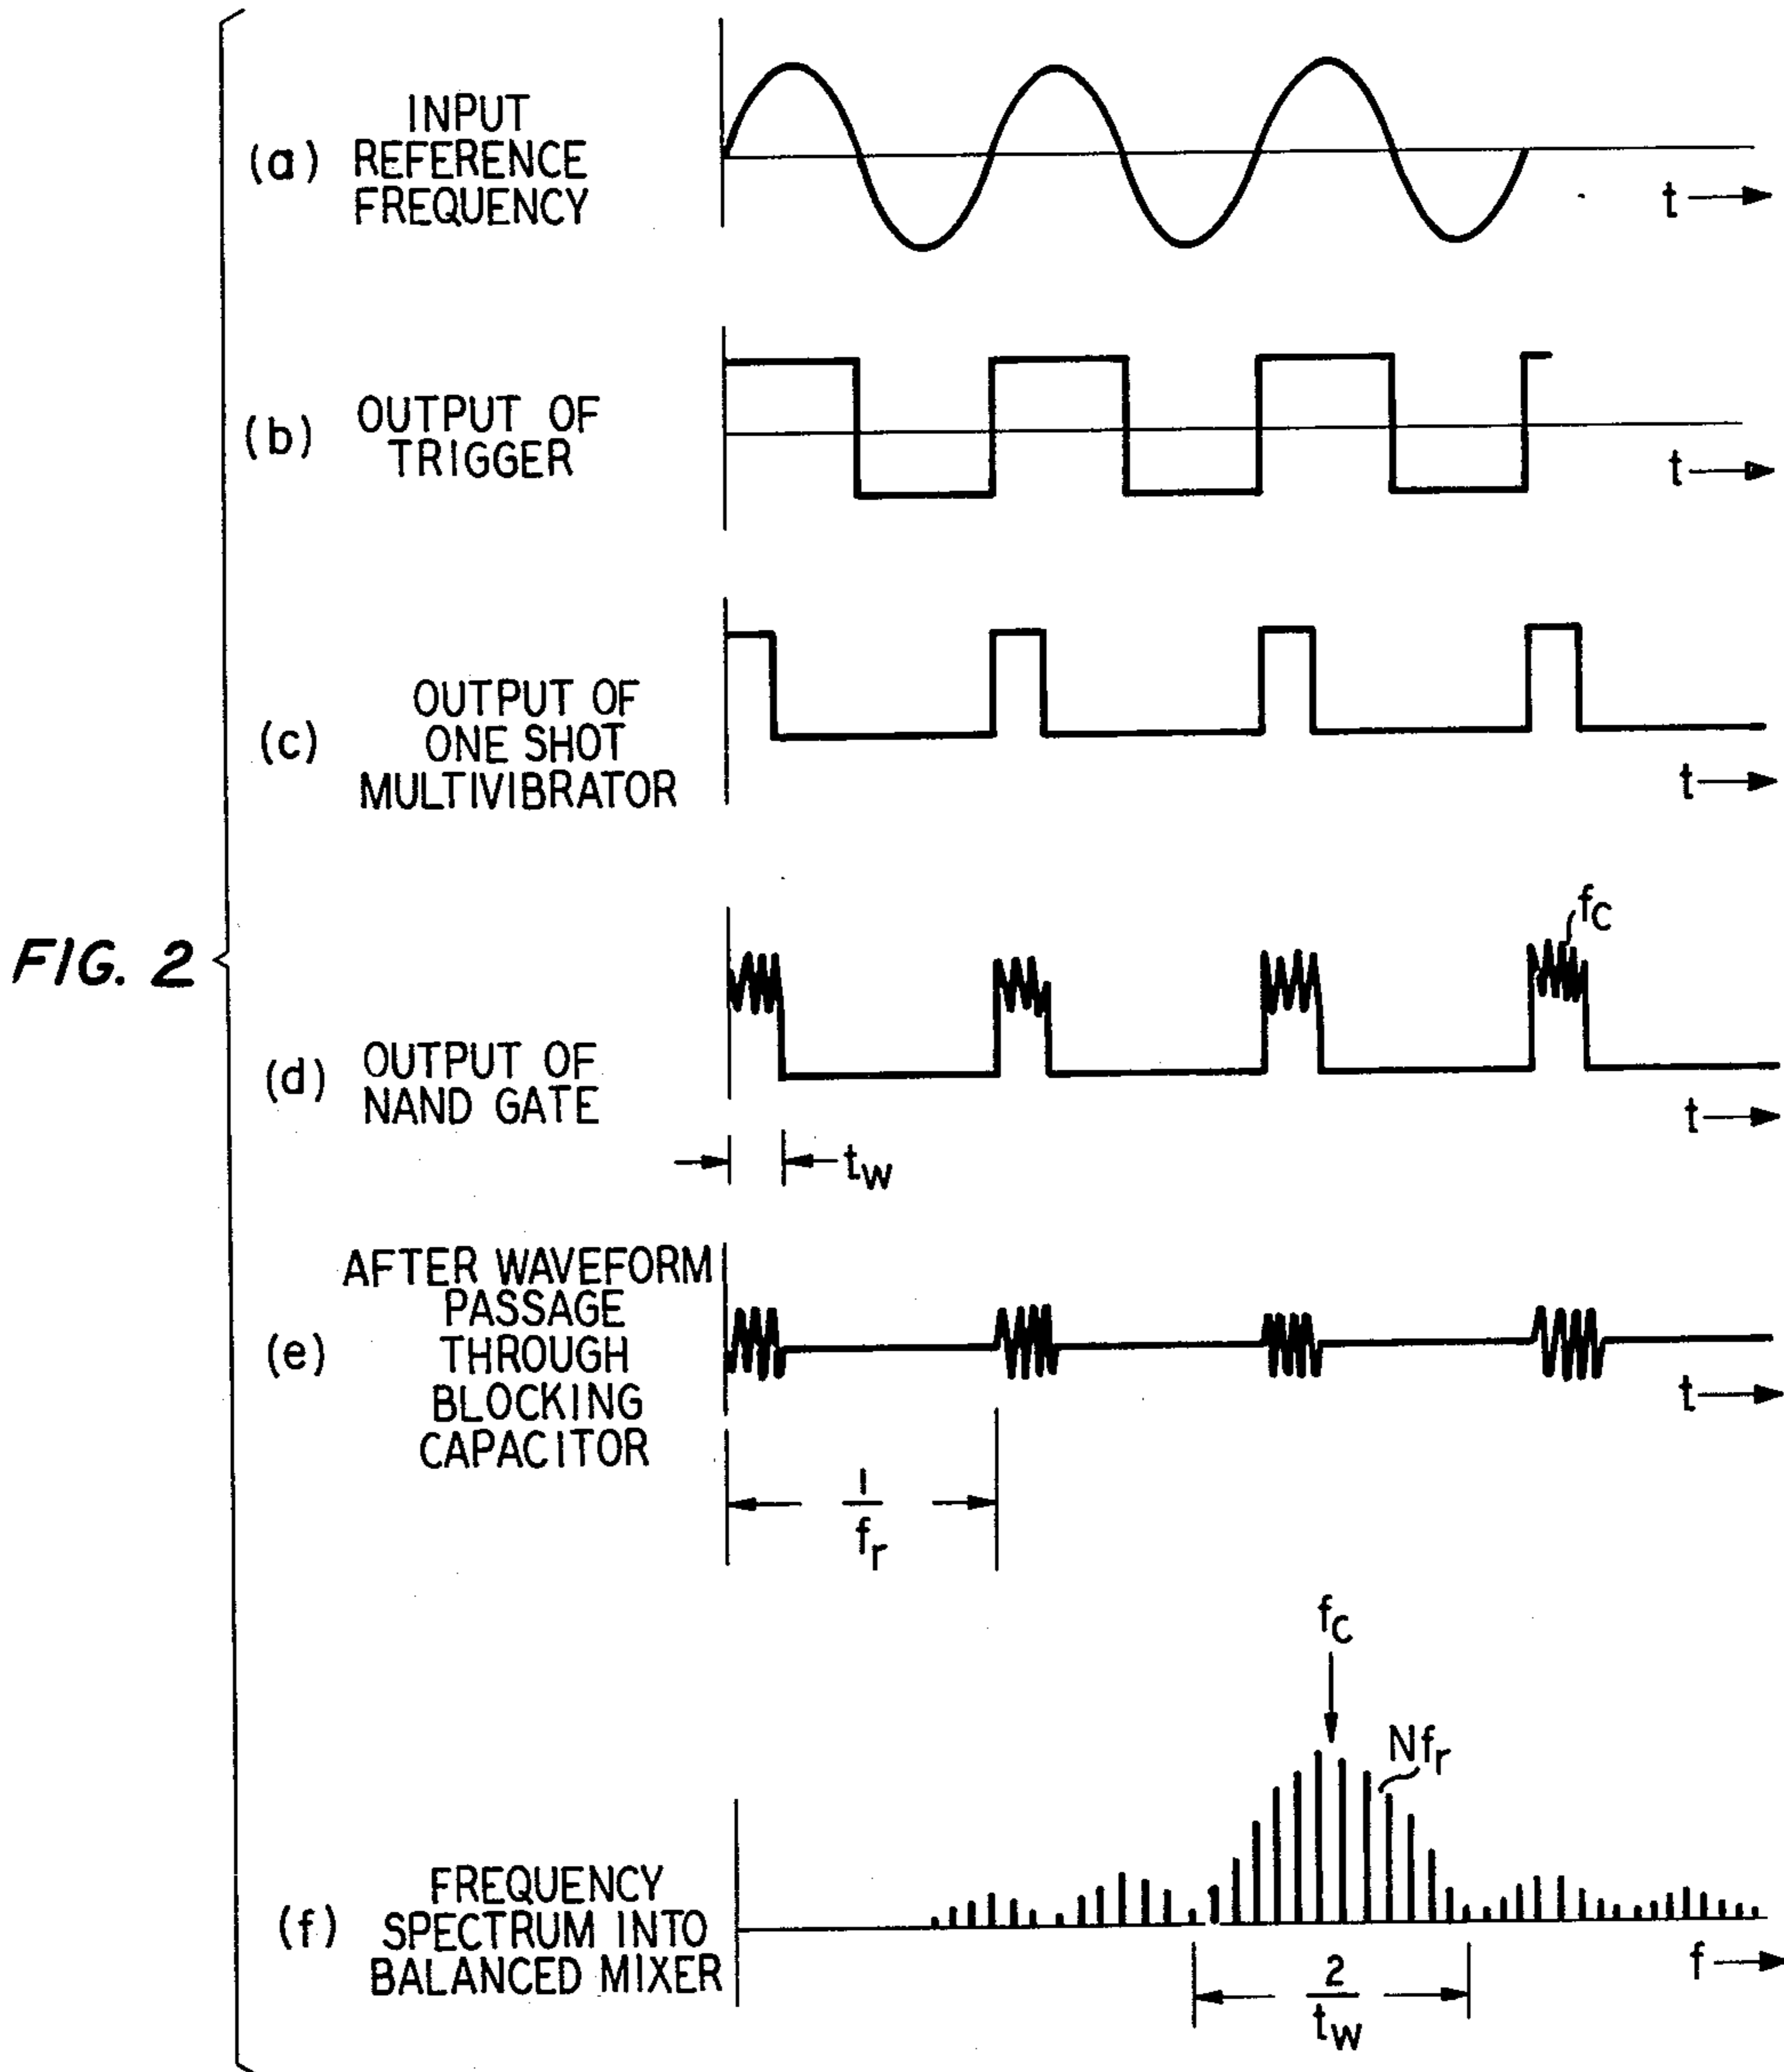 FIG. 2
(a) INPUT
REFERENCE
FREQUENCY
t
(b) OUTPUT OF
TRIGGER
t
(c) OUTPUT OF
ONE SHOT
MULTIVIBRATOR
t
fc
(d) OUTPUT OF
NAND GATE
t
tw
(e) AFTER WAVEFORM
PASSAGE
THROUGH
BLOCKING
CAPACITOR
t
1
fr
fc
Nfr
(f) FREQUENCY
SPECTRUM INTO
BALANCED MIXER
f
2
tw